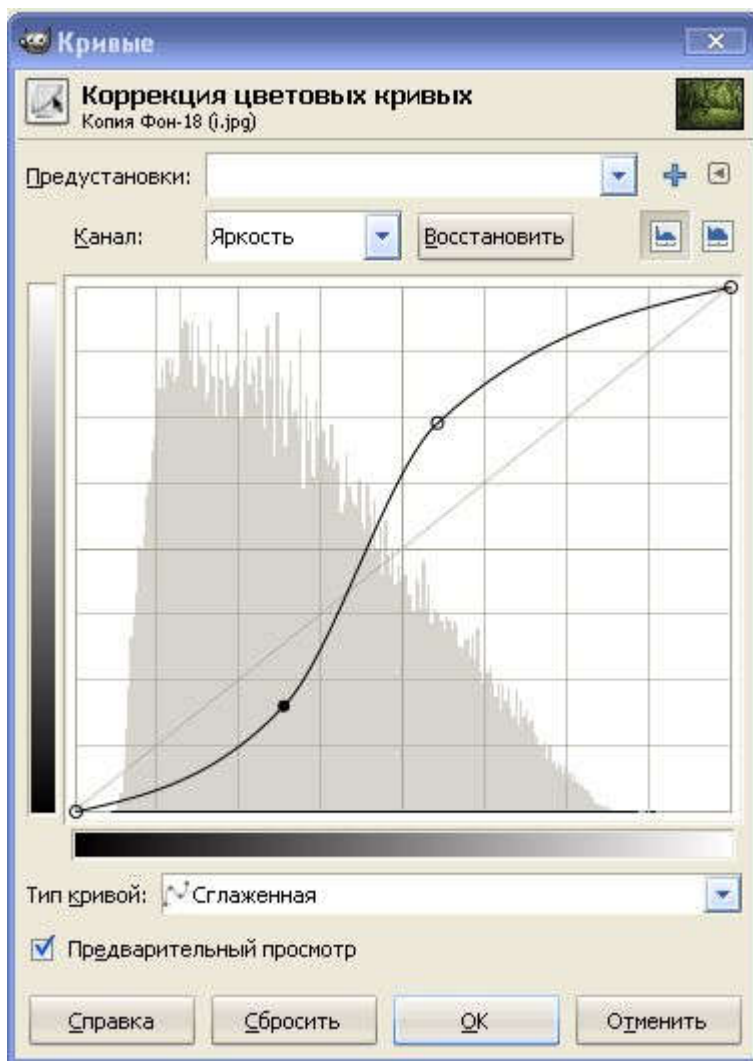 Кривые
Коррекция цветовых кривых
Копия Фон-18 (i.jpg)
Предустановки:
Канал: Яркость Восстановить
Тип кривой: Сглаженная
Предварительный просмотр
Справка Сбросить OK Отменить